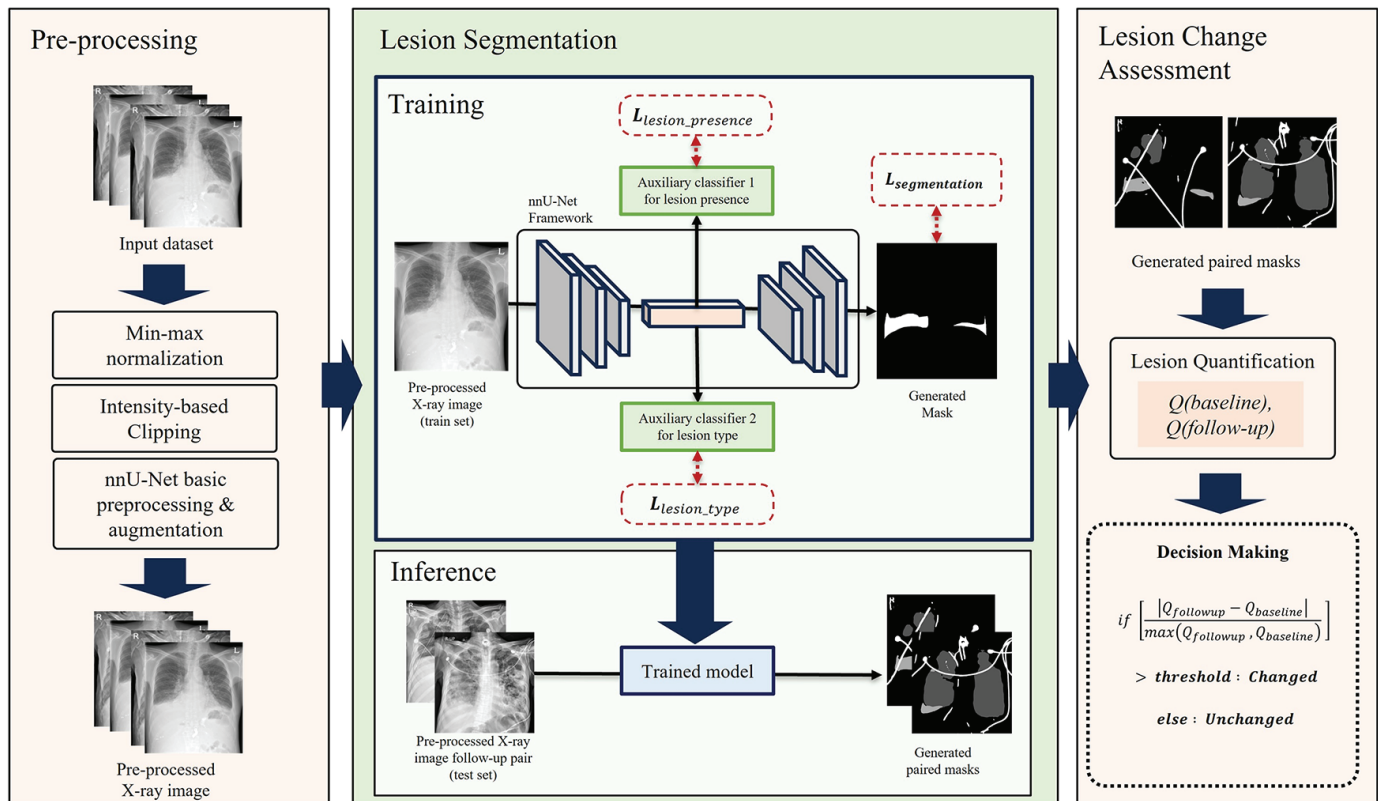 Pre-processing
R
L
Input dataset
Min-max
normalization
Intensity-based
Clipping
nnU-Net basic
preprocessing &
augmentation
R
L
Pre-processed
X-ray image
Lesion Segmentation
Training
L_lesion_presence
Auxiliary classifier 1
for lesion presence
L_segmentation
nnU-Net
Framework
L
Pre-processed
X-ray image
(train set)
Generated
Mask
Auxiliary classifier 2
for lesion type
L_lesion_type
Inference
R
Trained model
Pre-processed X-ray
image follow-up pair
(test set)
Generated
paired masks
Lesion Change
Assessment
Generated paired masks
Lesion Quantification
Q(baseline),
Q(follow-up)
Decision Making
if [ |Q_followup − Q_baseline| / max(Q_followup , Q_baseline) ]
> threshold : Changed
else : Unchanged